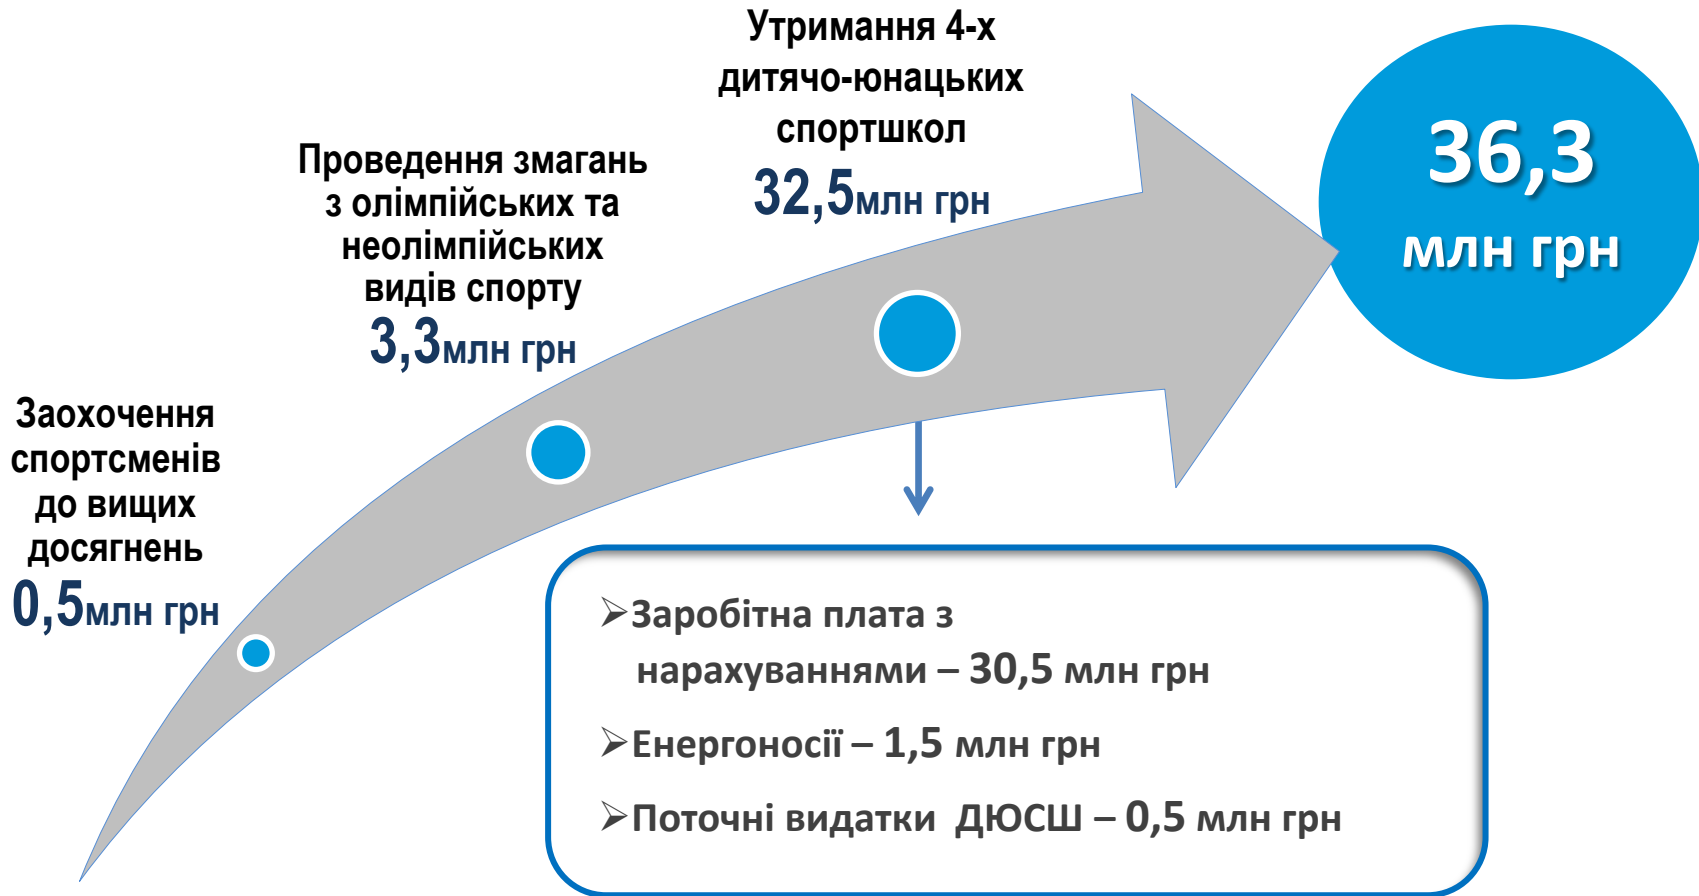 Утримання 4-х
дитячо-юнацьких
спортшкол
32,5млн грн
36,3
млн грн
Проведення змагань
з олімпійських та
неолімпійських
видів спорту
3,3млн грн
Заохочення
спортсменів
до вищих
досягнень
0,5млн грн
➢Заробітна плата з
нарахуваннями – 30,5 млн грн
➢Енергоносії – 1,5 млн грн
➢Поточні видатки ДЮСШ – 0,5 млн грн